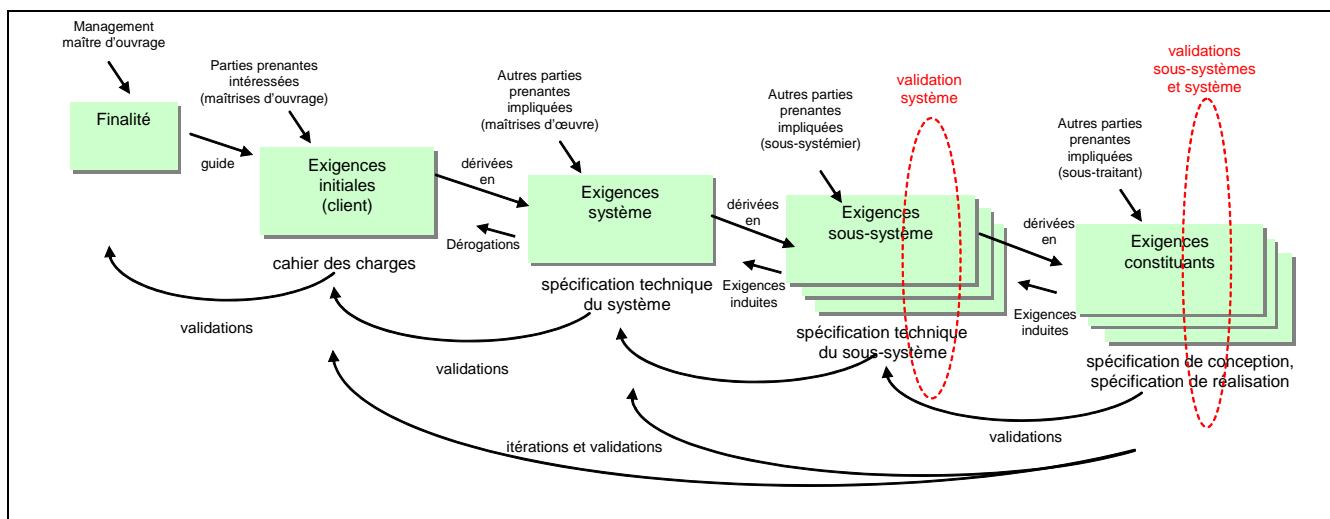 Management
maître d'ouvrage
Finalité
guide
Parties prenantes
intéressées
(maîtrises d'ouvrage)
Exigences
initiales
(client)
cahier des charges
dérivées
en
Dérogations
Autres parties
prenantes
impliquées
(maîtrises d'œuvre)
Exigences
système
spécification technique
du système
dérivées
en
Exigences
induites
Autres parties
prenantes
impliquées
(sous-systémier)
validation
système
Exigences
sous-système
spécification technique
du sous-système
dérivées
en
Exigences
induites
validations
sous-systèmes
et système
Autres parties
prenantes
impliquées
(sous-traitant)
Exigences
constituants
spécification de conception,
spécification de réalisation
validations
validations
itérations et validations
validations